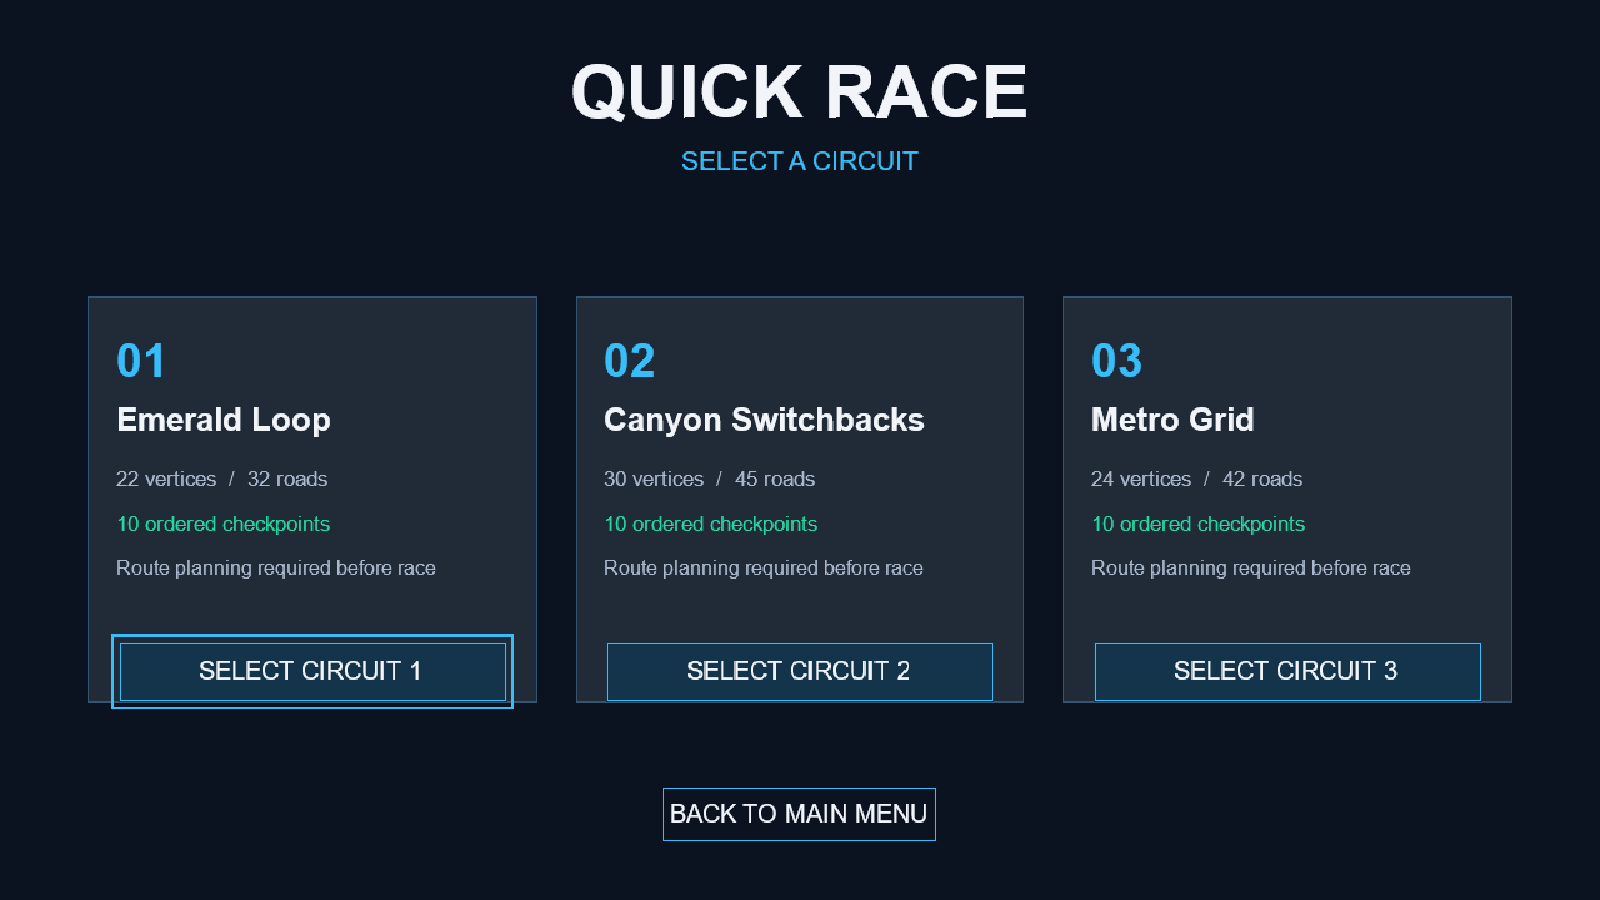 QUICK RACE
SELECT A CIRCUIT
01
Emerald Loop
22 vertices / 32 roads
10 ordered checkpoints
Route planning required before race
SELECT CIRCUIT 1
02
Canyon Switchbacks
30 vertices / 45 roads
10 ordered checkpoints
Route planning required before race
SELECT CIRCUIT 2
03
Metro Grid
24 vertices / 42 roads
10 ordered checkpoints
Route planning required before race
SELECT CIRCUIT 3
BACK TO MAIN MENU